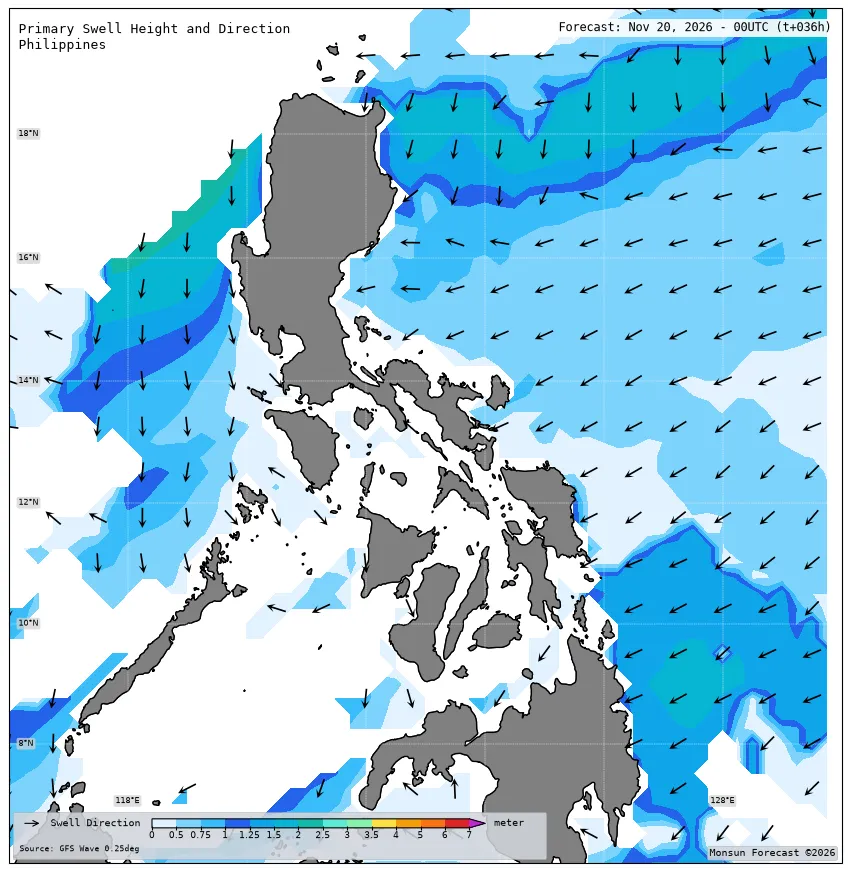 Primary Swell Height and Direction
Philippines
Forecast: Nov 20, 2026 - 00UTC (t+036h)
18°N
16°N
14°N
12°N
10°N
8°N
118°E
128°E
Swell Direction
0 0.5 0.75 1 1.25 1.5 2 2.5 3 3.5 4 5 6 7
meter
Source: GFS Wave 0.25deg
Monsun Forecast ©2026